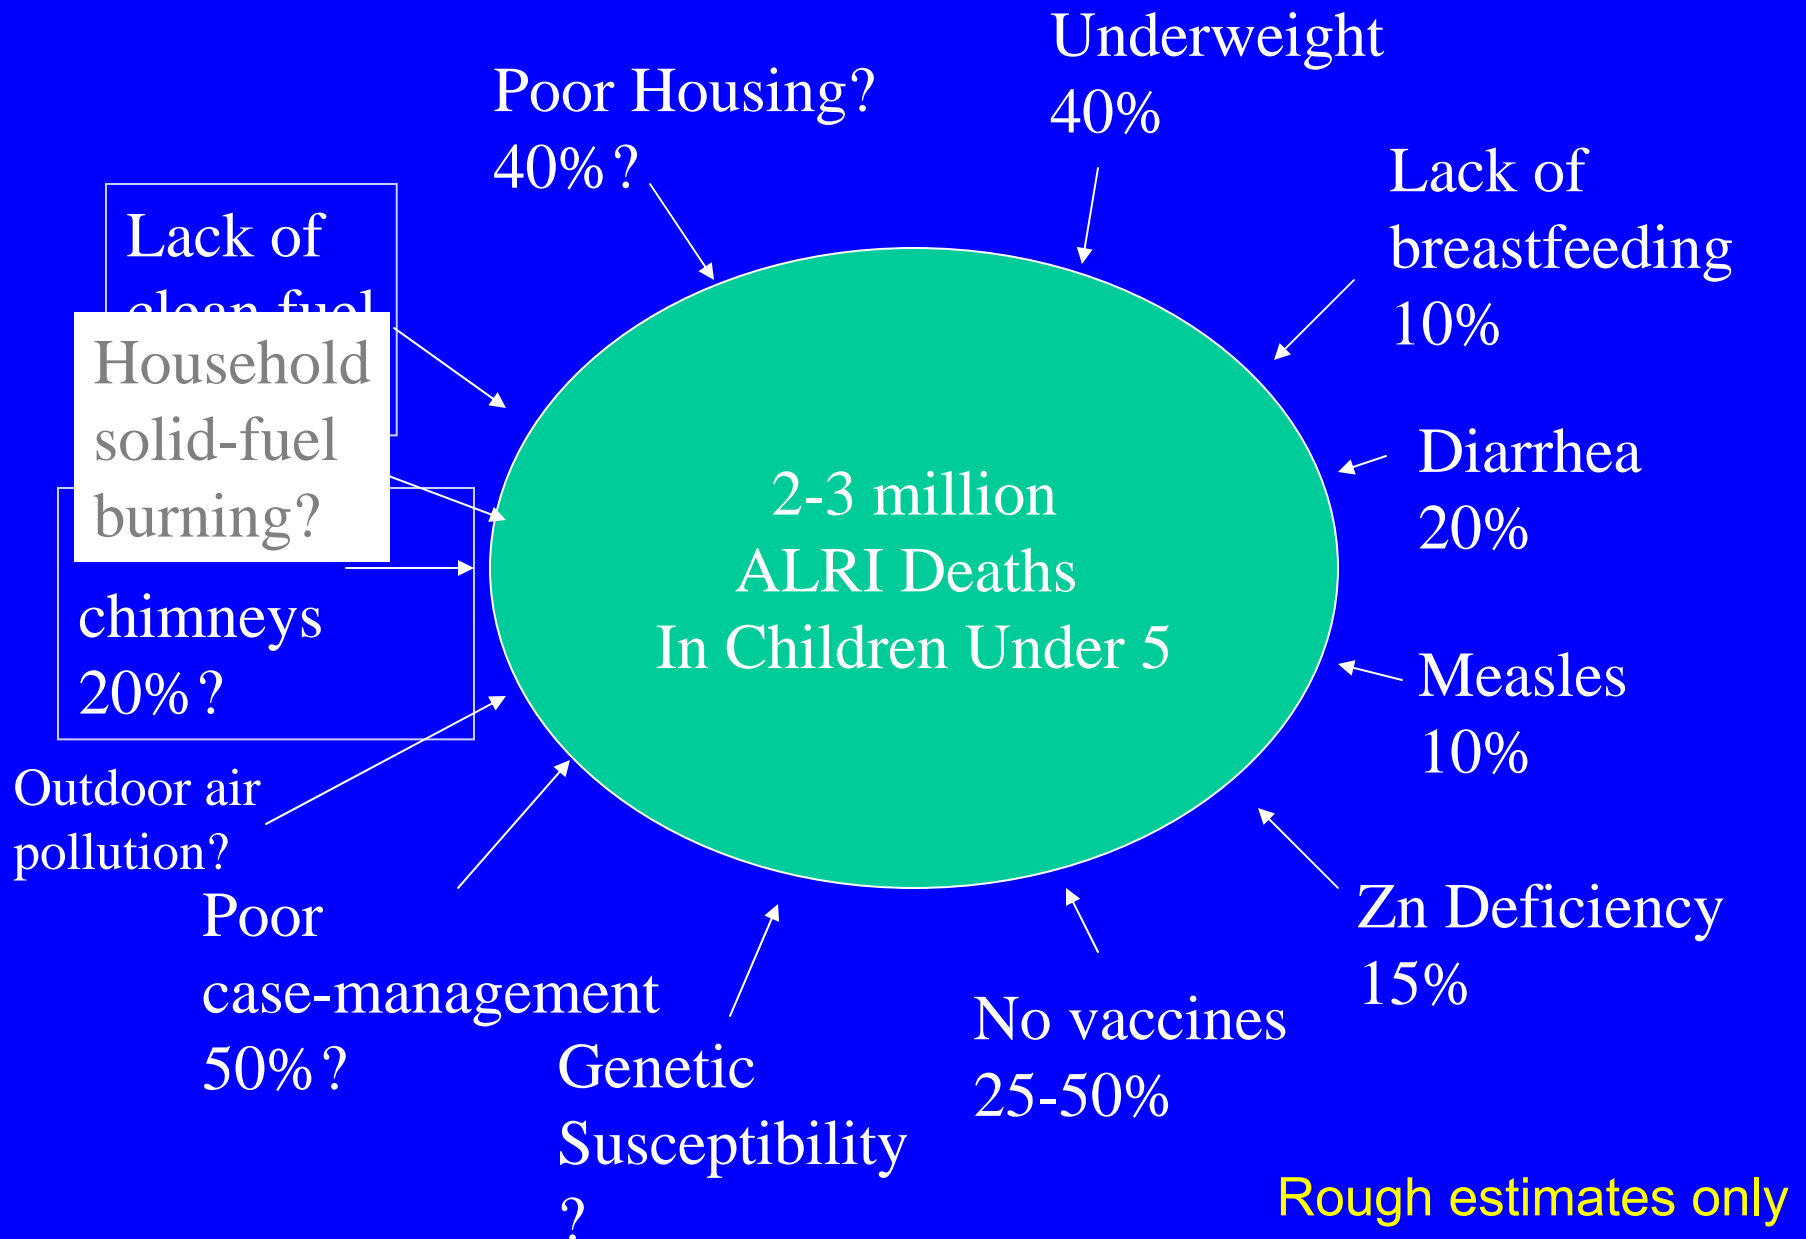 Underweight
40%
Poor Housing?
40%?
Lack of
breastfeeding
10%
Lack of
clean fuel
Household
solid-fuel
burning?
chimneys
20%?
Diarrhea
20%
2-3 million
ALRI Deaths
In Children Under 5
Measles
10%
Outdoor air
pollution?
Zn Deficiency
15%
Poor
case-management
50%?
No vaccines
25-50%
Genetic
Susceptibility
?
Rough estimates only